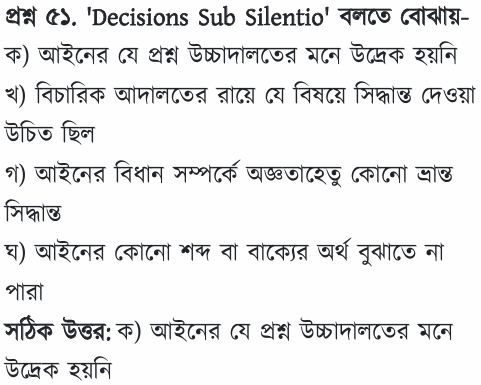 প্রশ্ন ৫১. 'Decisions Sub Silentio' বলতে বোঝায়-
ক) আইনের যে প্রশ্ন উচ্চাদালতের মনে উদ্রেক হয়নি
খ) বিচারিক আদালতের রায়ে যে বিষয়ে সিদ্ধান্ত দেওয়া
উচিত ছিল
গ) আইনের বিধান সম্পর্কে অজ্ঞতাহেতু কোনো ভ্রান্ত
সিদ্ধান্ত
ঘ) আইনের কোনো শব্দ বা বাক্যের অর্থ বুঝাতে না
পারা
সঠিক উত্তর: ক) আইনের যে প্রশ্ন উচ্চাদালতের মনে
উদ্রেক হয়নি